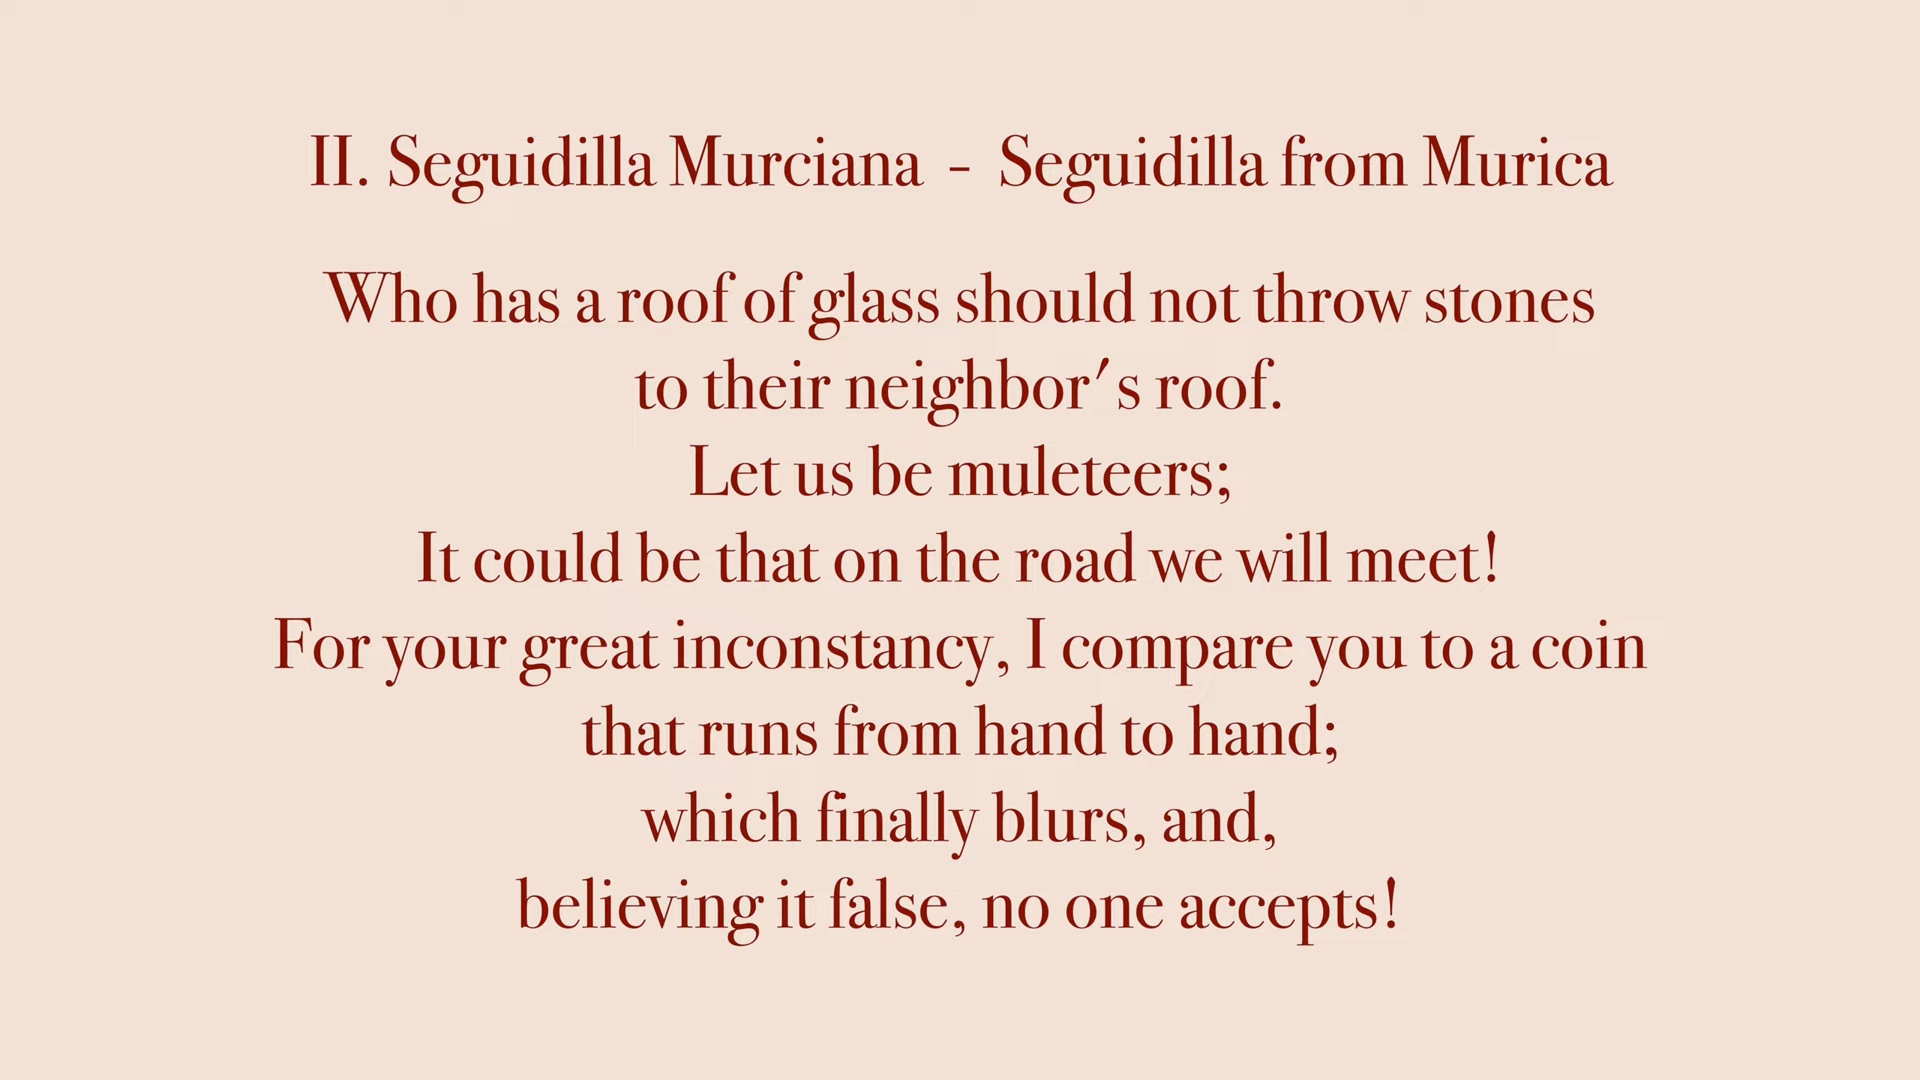 II. Seguidilla Murciana - Seguidilla from Murica
Who has a roof of glass should not throw stones
to their neighbor's roof.
Let us be muleteers;
It could be that on the road we will meet!
For your great inconstancy, I compare you to a coin
that runs from hand to hand;
which finally blurs, and,
believing it false, no one accepts!